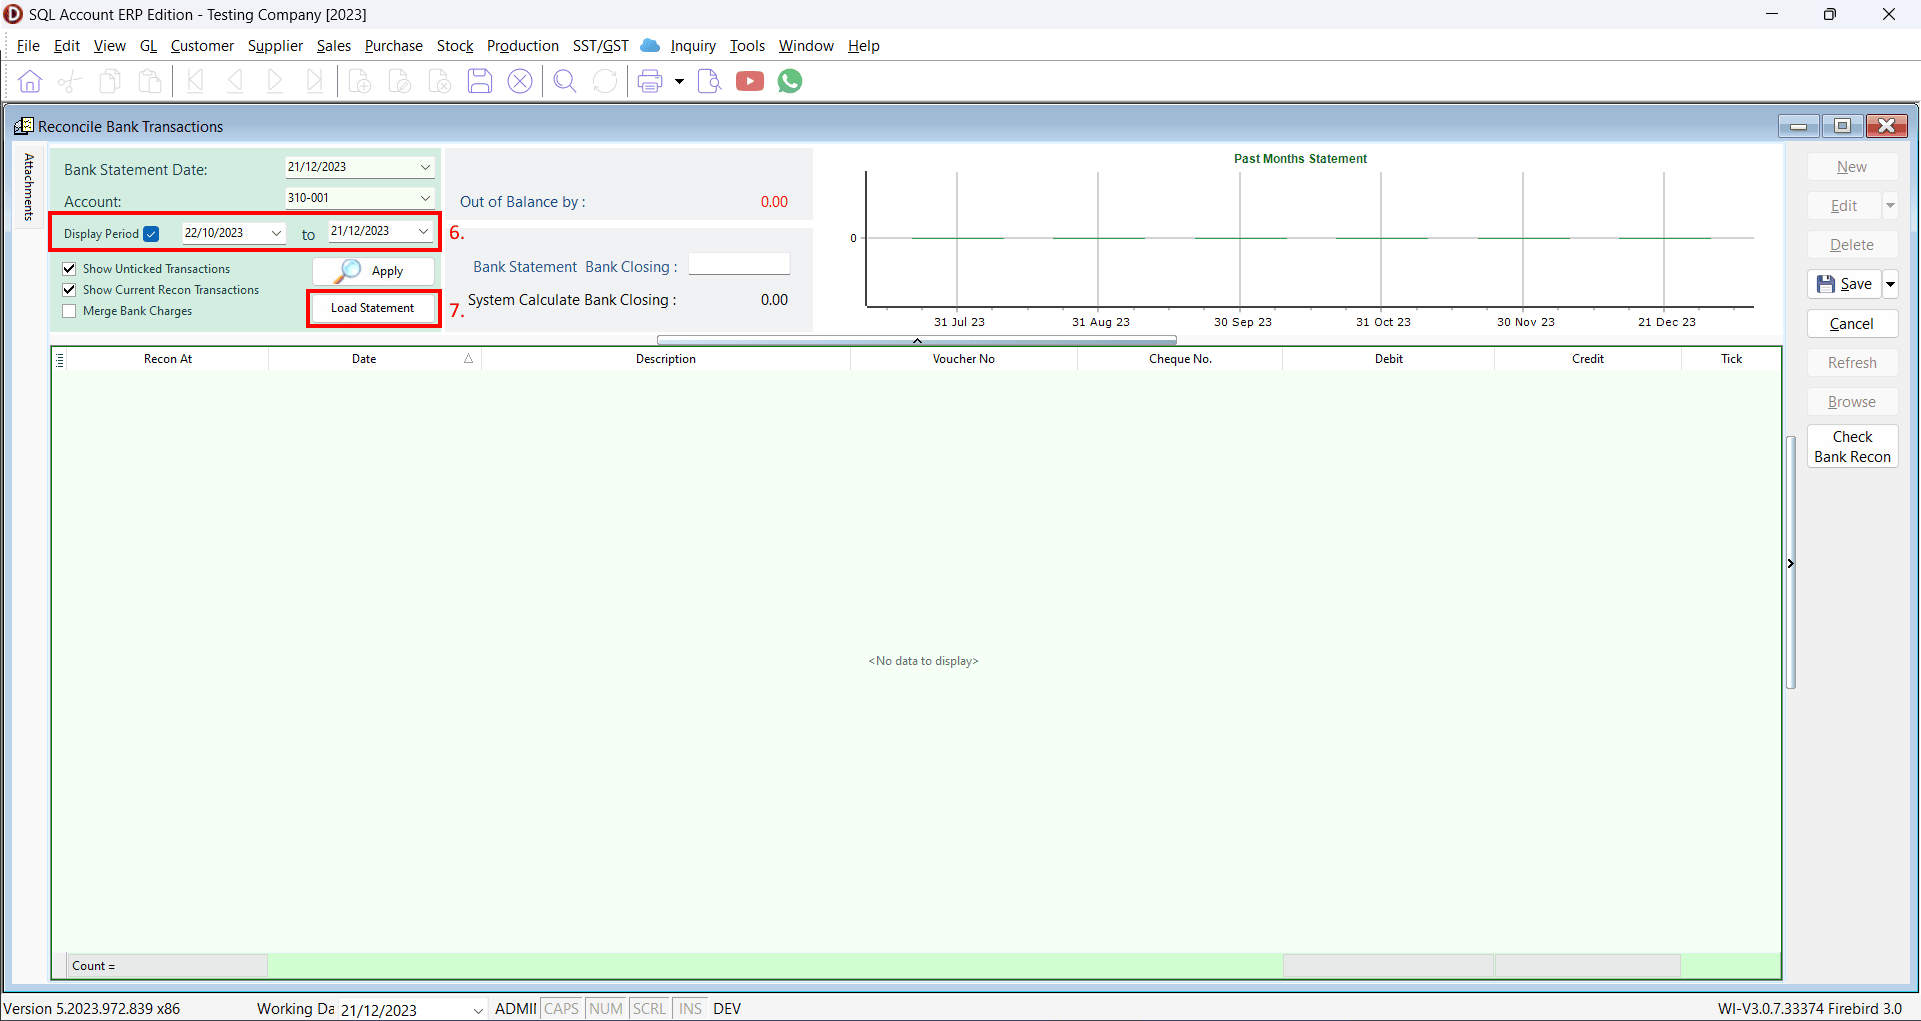 SQL Account ERP Edition - Testing Company [2023]
File Edit View GL Customer Supplier Sales Purchase Stock Production SST/GST Inquiry Tools Window Help
Reconcile Bank Transactions
Attachments
Bank Statement Date: 21/12/2023
Account: 310-001
Display Period 22/10/2023 to 21/12/2023
6.
Show Unticked Transactions
Apply
Show Current Recon Transactions
Merge Bank Charges
Load Statement
7.
Out of Balance by : 0.00
Bank Statement Bank Closing :
System Calculate Bank Closing : 0.00
Past Months Statement
0
31 Jul 23 31 Aug 23 30 Sep 23 31 Oct 23 30 Nov 23 21 Dec 23
New
Edit
Delete
Save
Cancel
Refresh
Browse
Check
Bank Recon
Recon At Date Description Voucher No Cheque No. Debit Credit Tick
<No data to display>
Count =
Version 5.2023.972.839 x86 Working Da 21/12/2023 ADMII CAPS NUM SCRL INS DEV WI-V3.0.7.33374 Firebird 3.0